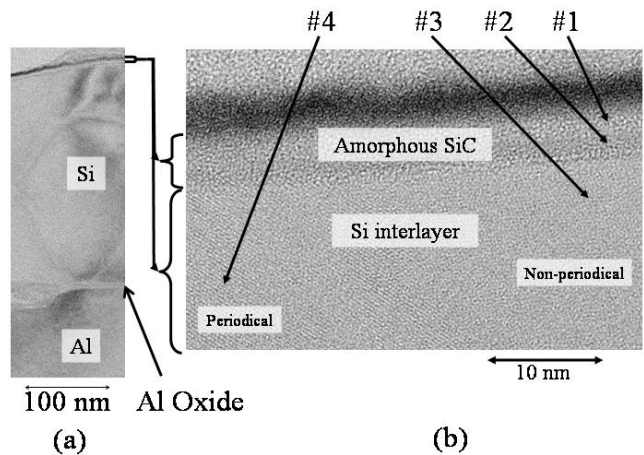 #4
#3
#2
#1
Amorphous SiC
Si
Si interlayer
Non-periodical
Periodical
Al
10 nm
100 nm
Al Oxide
(a)
(b)